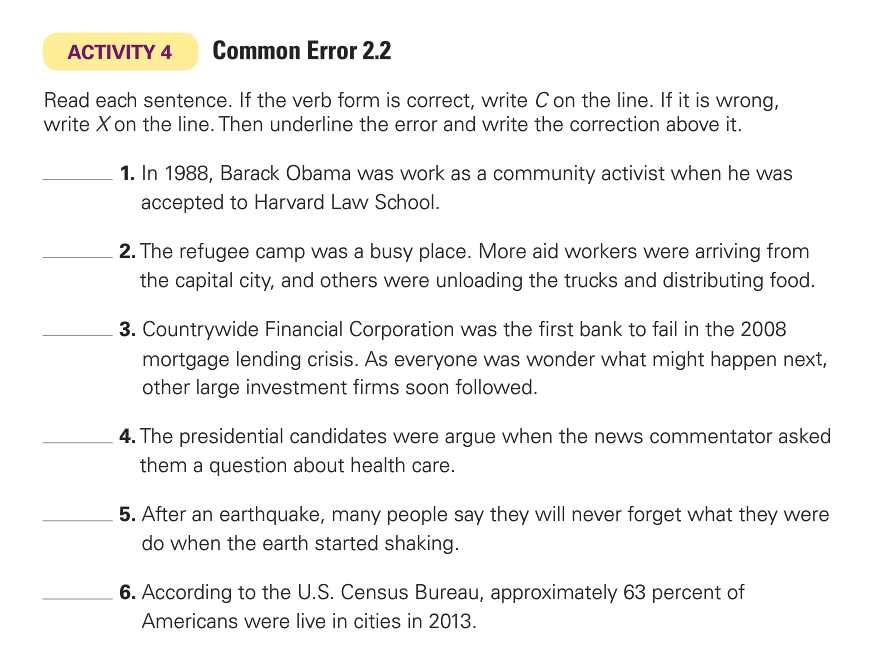 ACTIVITY 4 Common Error 2.2
Read each sentence. If the verb form is correct, write C on the line. If it is wrong,
write X on the line. Then underline the error and write the correction above it.
1. In 1988, Barack Obama was work as a community activist when he was
accepted to Harvard Law School.
2. The refugee camp was a busy place. More aid workers were arriving from
the capital city, and others were unloading the trucks and distributing food.
3. Countrywide Financial Corporation was the first bank to fail in the 2008
mortgage lending crisis. As everyone was wonder what might happen next,
other large investment firms soon followed.
4. The presidential candidates were argue when the news commentator asked
them a question about health care.
5. After an earthquake, many people say they will never forget what they were
do when the earth started shaking.
6. According to the U.S. Census Bureau, approximately 63 percent of
Americans were live in cities in 2013.